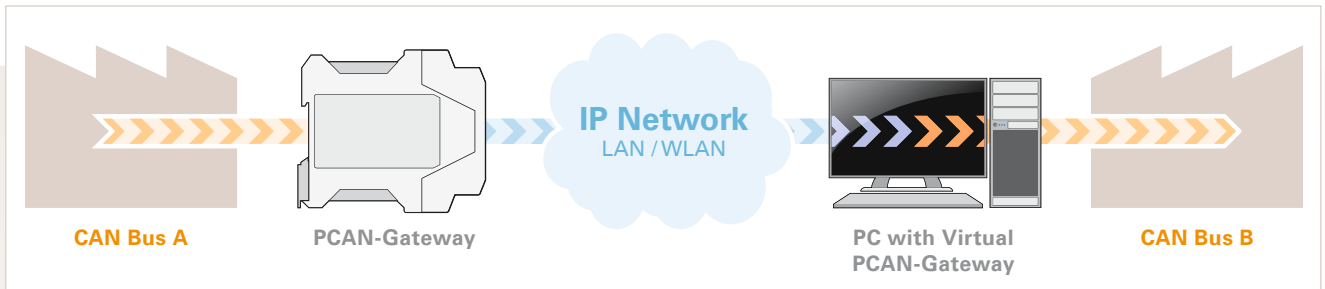 IP Network
LAN / WLAN
CAN Bus A
PCAN-Gateway
PC with Virtual
PCAN-Gateway
CAN Bus B